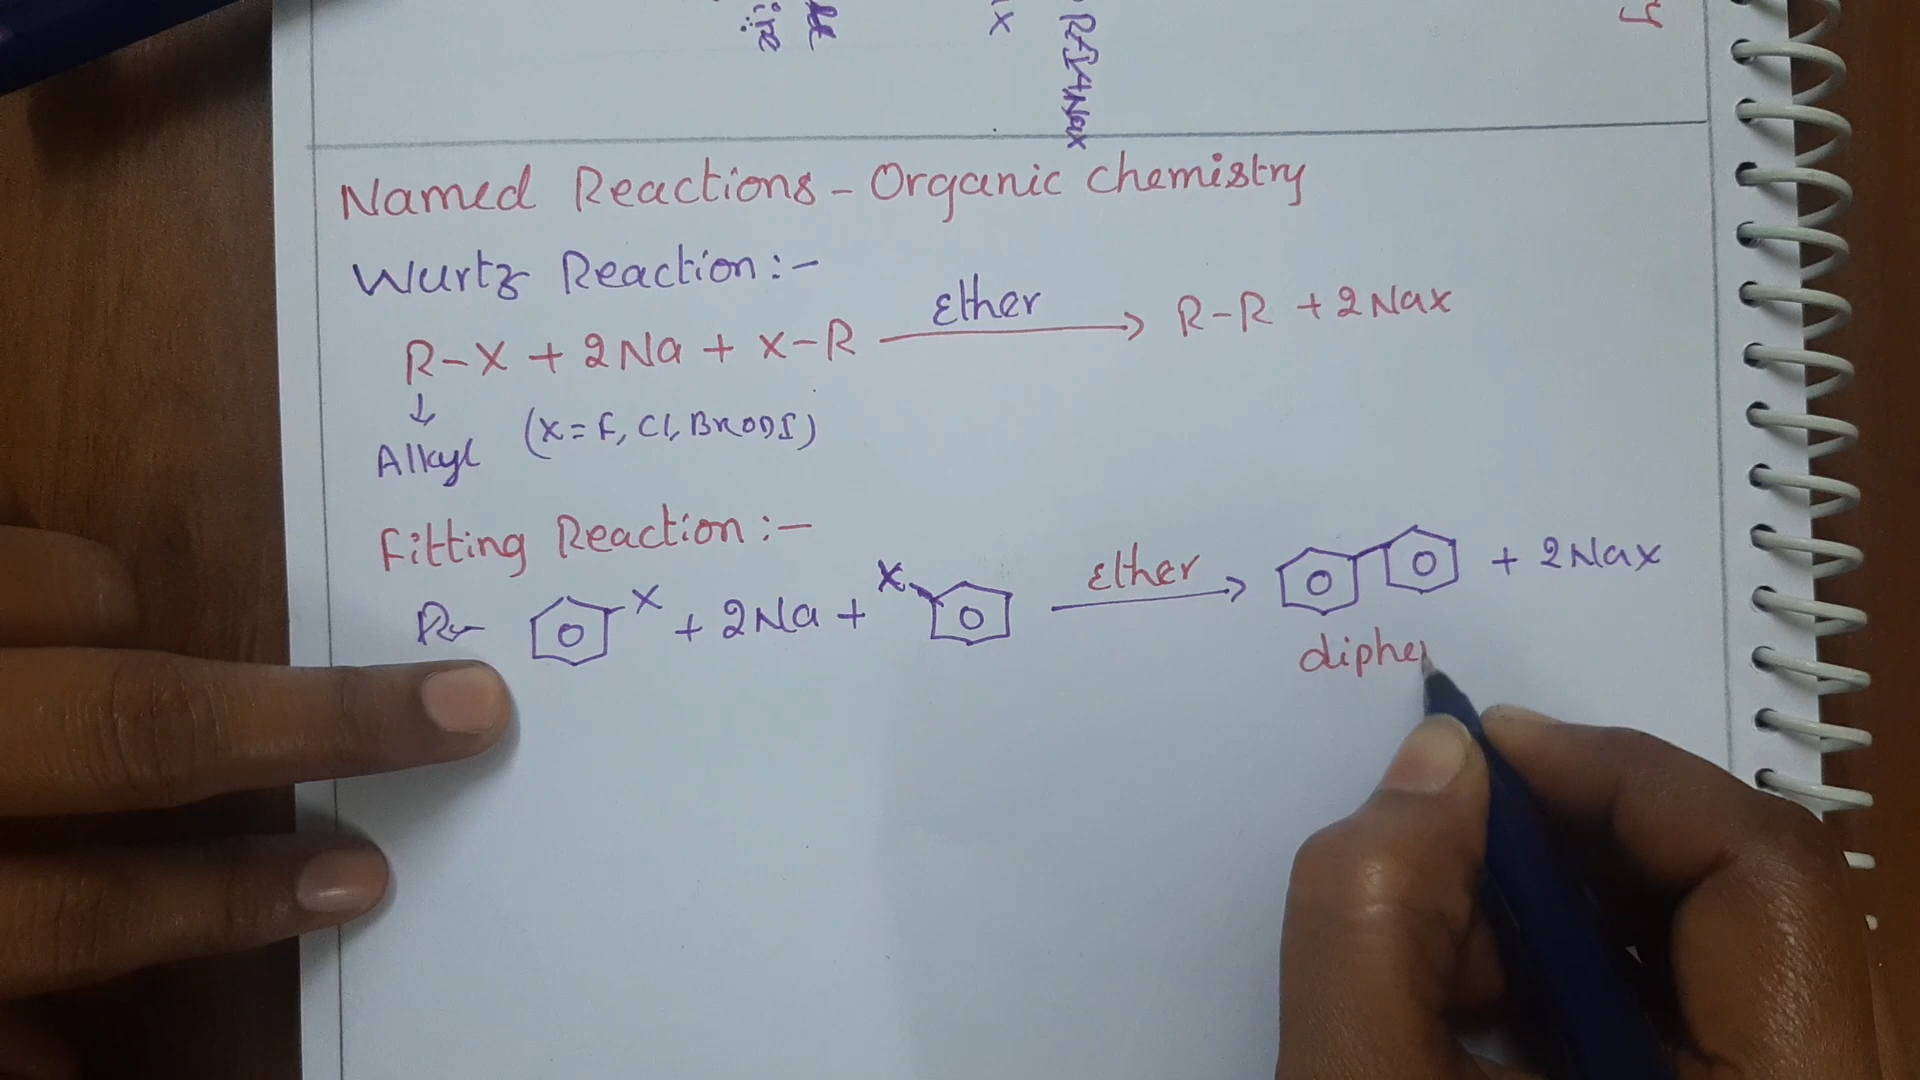 Named Reactions - Organic chemistry
Wurtz Reaction :-
R-X + 2Na + X-R Ether → R-R + 2Nax
↓
Alkyl (X = F, Cl, Br or I)
Fitting Reaction :-
X + 2Na + X Ether → + 2Nax
diphe